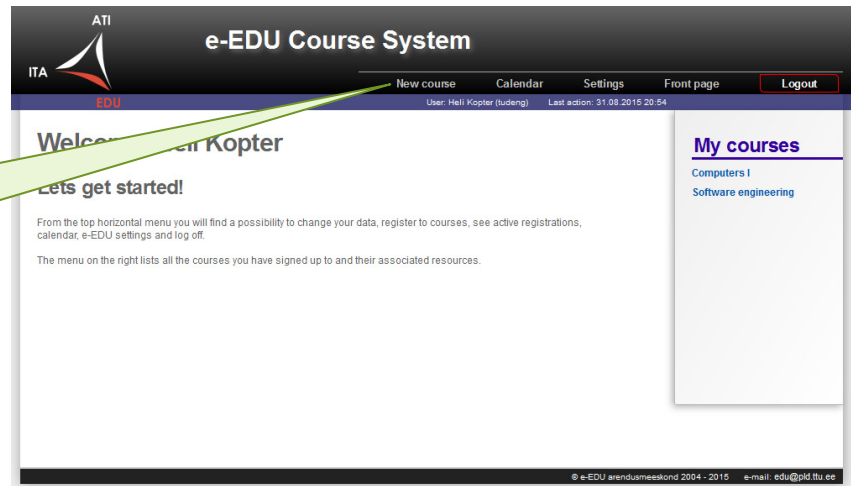 ATI
ITA
EDU
e-EDU Course System
New course Calendar Settings Front page Logout
User: Heli Kopter (tudeng) Last action: 31.08.2015 20:54
Kopter
Lets get started!
From the top horizontal menu you will find a possibility to change your data, register to courses, see active registrations,
calendar, e-EDU settings and log off.
The menu on the right lists all the courses you have signed up to and their associated resources.
My courses
Computers I
Software engineering
© e-EDU arendusmeeskond 2004 - 2015 e-mail: edu@pld.ttu.ee